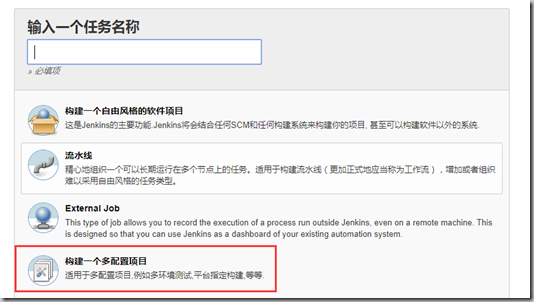 输入一个任务名称
» 必填项
构建一个自由风格的软件项目
这是Jenkins的主要功能.Jenkins将会结合任何SCM和任何构建系统来构建你的项目, 甚至可以构建软件以外的系统.
流水线
精心地组织一个可以长期运行在多个节点上的任务。适用于构建流水线（更加正式地应当称为工作流），增加或者组织
难以采用自由风格的任务类型。
External Job
This type of job allows you to record the execution of a process run outside Jenkins, even on a remote machine. This
is designed so that you can use Jenkins as a dashboard of your existing automation system.
构建一个多配置项目
适用于多配置项目,例如多环境测试,平台指定构建,等等.